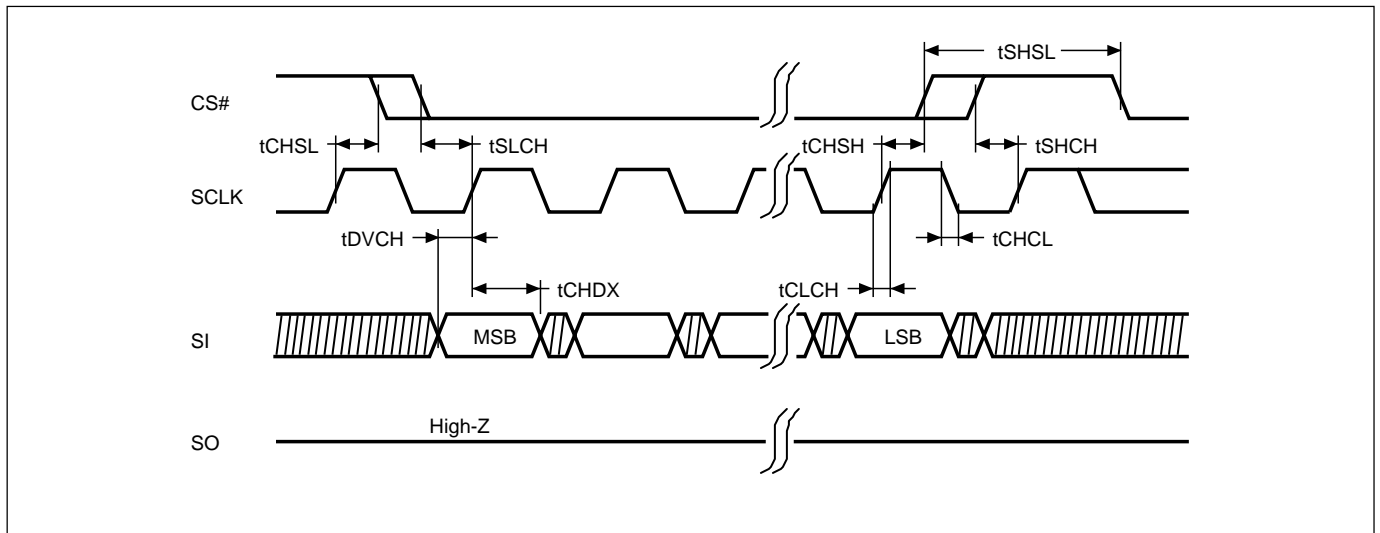 tSHSL
CS#
tCHSL
tSLCH
tCHSH
tSHCH
SCLK
tDVCH
tCHCL
tCHDX
tCLCH
SI
MSB
LSB
High-Z
SO